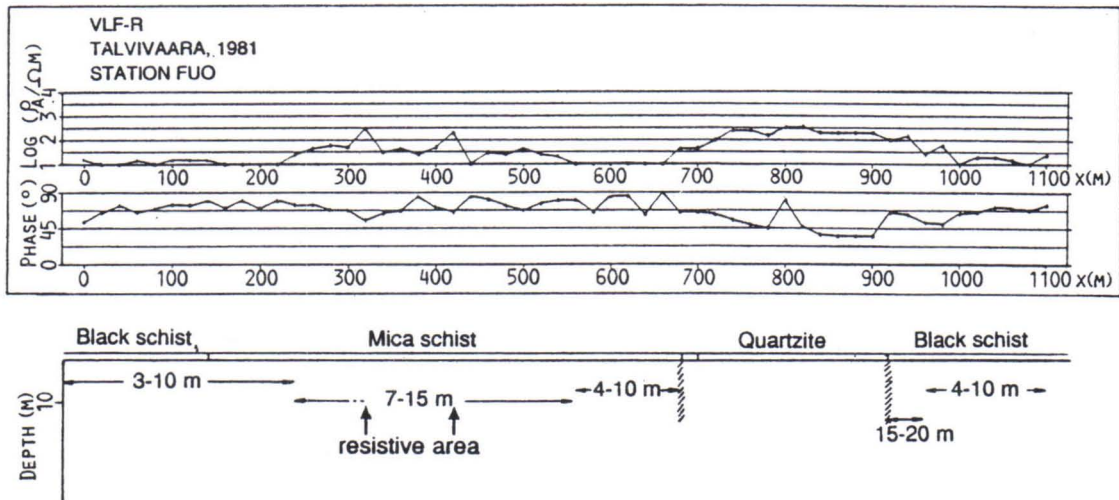 VLF-R
TALVIVAARA, 1981
STATION FUO
LOG (ρA/ΩM)
3.4
2
1
0 100 200 300 400 500 600 700 800 900 1000 1100 X(M)
PHASE (°)
90
45
0
0 100 200 300 400 500 600 700 800 900 1000 1100 X(M)
Black schist Mica schist Quartzite Black schist
3-10 m 7-15 m 4-10 m 4-10 m
DEPTH (M)
10
15-20 m
resistive area